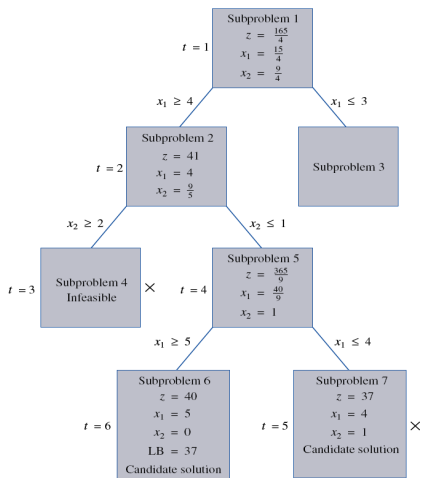 Subproblem 1
t = 1
z = 165/4
x₁ = 15/4
x₂ = 9/4
x₁ ≥ 4
x₁ ≤ 3
Subproblem 2
t = 2
z = 41
x₁ = 4
x₂ = 9/5
Subproblem 3
x₂ ≥ 2
x₂ ≤ 1
t = 3
Subproblem 4
Infeasible
×
t = 4
Subproblem 5
z = 365/9
x₁ = 40/9
x₂ = 1
x₁ ≥ 5
x₁ ≤ 4
t = 6
Subproblem 6
z = 40
x₁ = 5
x₂ = 0
LB = 37
Candidate solution
t = 5
Subproblem 7
z = 37
x₁ = 4
x₂ = 1
Candidate solution
×